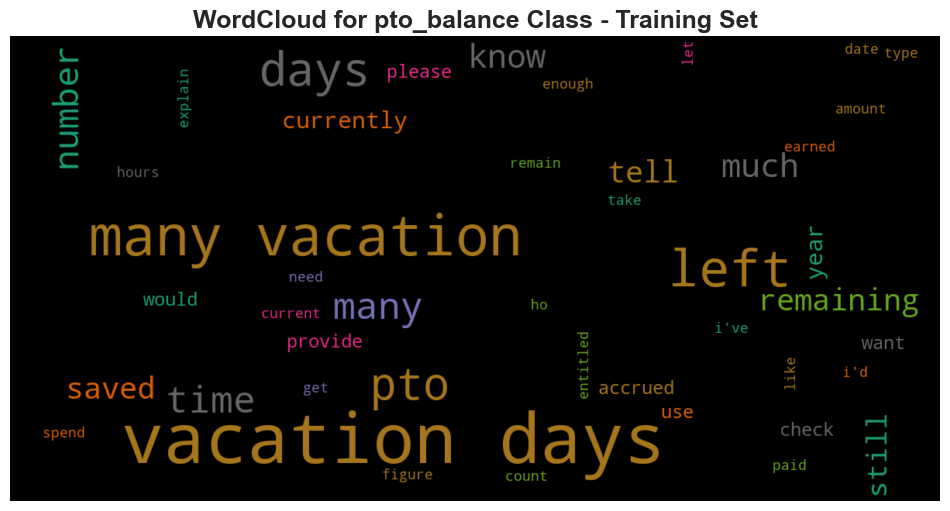 WordCloud for pto_balance Class - Training Set
number
explain
days
please
know
let
date
type
enough
amount
currently
hours
remain
tell
much
earned
take
many vacation
left
year
need
would
current
many
ho
remaining
i've
provide
want
entitled
like
i'd
saved
time
get
pto
accrued
use
spend
vacation days
check
still
figure
count
paid